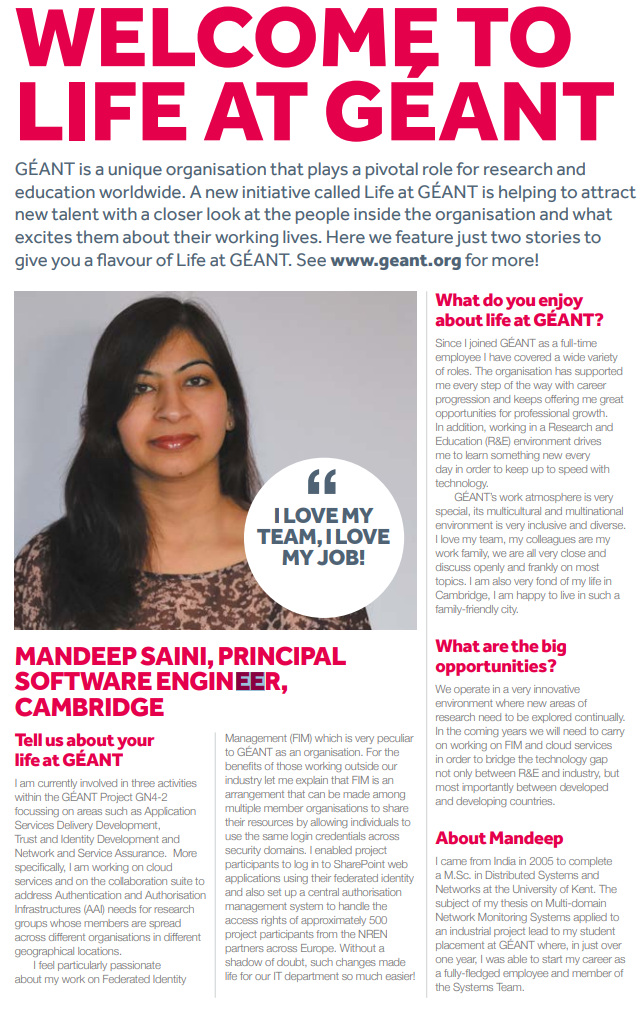 WELCOME TO
LIFE AT GÉANT
GÉANT is a unique organisation that plays a pivotal role for research and
education worldwide. A new initiative called Life at GÉANT is helping to attract
new talent with a closer look at the people inside the organisation and what
excites them about their working lives. Here we feature just two stories to
give you a flavour of Life at GÉANT. See www.geant.org for more!
“
I LOVE MY
TEAM, I LOVE
MY JOB!
MANDEEP SAINI, PRINCIPAL
SOFTWARE ENGINEER,
CAMBRIDGE
Tell us about your
life at GÉANT
I am currently involved in three activities
within the GÉANT Project GN4-2
focussing on areas such as Application
Services Delivery Development,
Trust and Identity Development and
Network and Service Assurance. More
specifically, I am working on cloud
services and on the collaboration suite to
address Authentication and Authorisation
Infrastructures (AAI) needs for research
groups whose members are spread
across different organisations in different
geographical locations.
I feel particularly passionate
about my work on Federated Identity
Management (FIM) which is very peculiar
to GÉANT as an organisation. For the
benefits of those working outside our
industry let me explain that FIM is an
arrangement that can be made among
multiple member organisations to share
their resources by allowing individuals to
use the same login credentials across
security domains. I enabled project
participants to log in to SharePoint web
applications using their federated identity
and also set up a central authorisation
management system to handle the
access rights of approximately 500
project participants from the NREN
partners across Europe. Without a
shadow of doubt, such changes made
life for our IT department so much easier!
What do you enjoy
about life at GÉANT?
Since I joined GÉANT as a full-time
employee I have covered a wide variety
of roles. The organisation has supported
me every step of the way with career
progression and keeps offering me great
opportunities for professional growth.
In addition, working in a Research and
Education (R&E) environment drives
me to learn something new every
day in order to keep up to speed with
technology.
GÉANT's work atmosphere is very
special, its multicultural and multinational
environment is very inclusive and diverse.
I love my team, my colleagues are my
work family, we are all very close and
discuss openly and frankly on most
topics. I am also very fond of my life in
Cambridge, I am happy to live in such a
family-friendly city.
What are the big
opportunities?
We operate in a very innovative
environment where new areas of
research need to be explored continually.
In the coming years we will need to carry
on working on FIM and cloud services
in order to bridge the technology gap
not only between R&E and industry, but
most importantly between developed
and developing countries.
About Mandeep
I came from India in 2005 to complete
a M.Sc. in Distributed Systems and
Networks at the University of Kent. The
subject of my thesis on Multi-domain
Network Monitoring Systems applied to
an industrial project lead to my student
placement at GÉANT where, in just over
one year, I was able to start my career as
a fully-fledged employee and member of
the Systems Team.